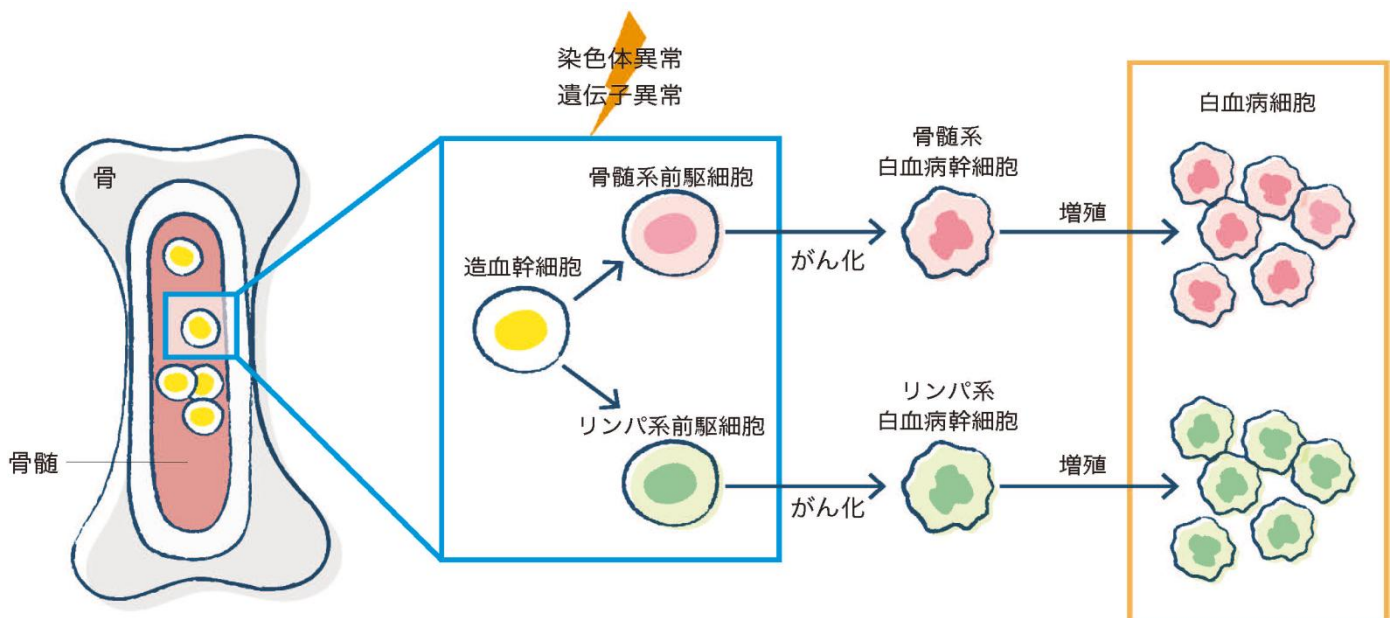 染色体異常
遺伝子異常
骨
骨髄
造血幹細胞
骨髄系前駆細胞
リンパ系前駆細胞
がん化
骨髄系
白血病幹細胞
増殖
がん化
リンパ系
白血病幹細胞
増殖
白血病細胞